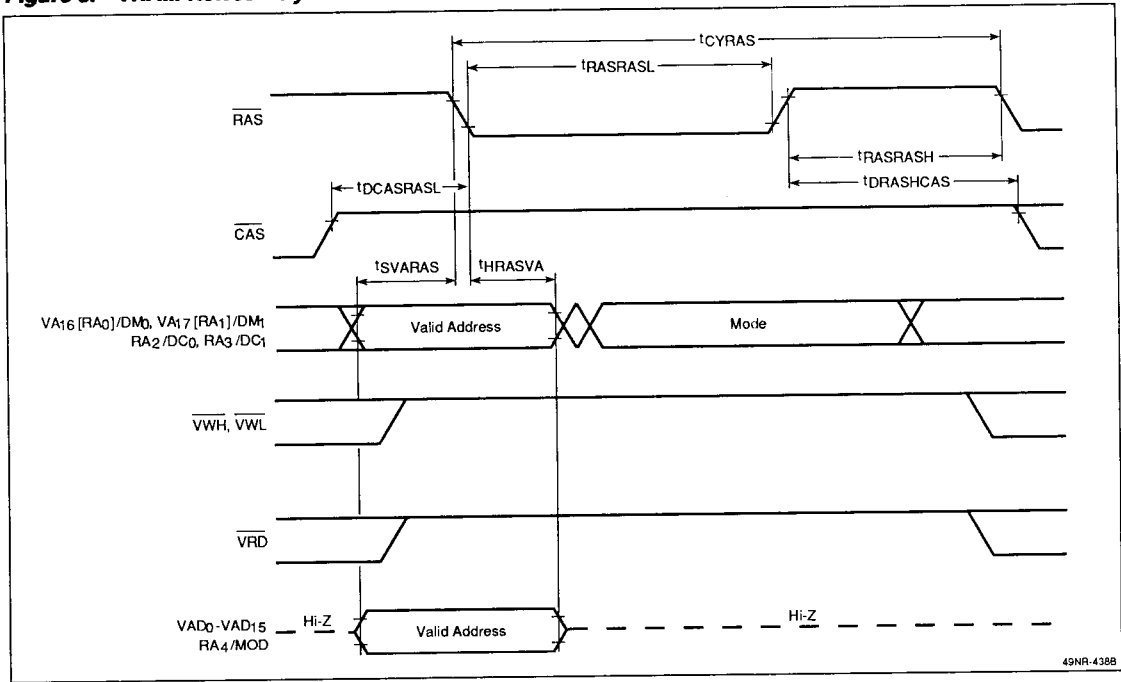 tCYRAS
tRASRASL
RAS
tRASRASH
tDCASRASL
tDRASHCAS
CAS
tSVARAS
tHRASVA
VA16 [RA0]/DM0, VA17 [RA1]/DM1
RA2/DC0, RA3/DC1
Valid Address
Mode
VWH, VWL
VRD
VAD0-VAD15
RA4/MOD
Hi-Z
Valid Address
Hi-Z
49NR-438B